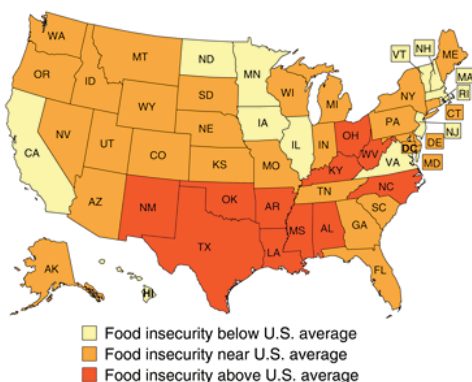 WA
OR
CA
NV
ID
MT
WY
UT
AZ
CO
NM
ND
SD
NE
KS
OK
TX
MN
IA
MO
AR
LA
WI
IL
MS
MI
IN
KY
TN
AL
OH
WV
VA
NC
SC
GA
FL
PA
NY
VT
NH
ME
MA
RI
CT
NJ
DE
MD
DC
AK
HI
Food insecurity below U.S. average
Food insecurity near U.S. average
Food insecurity above U.S. average